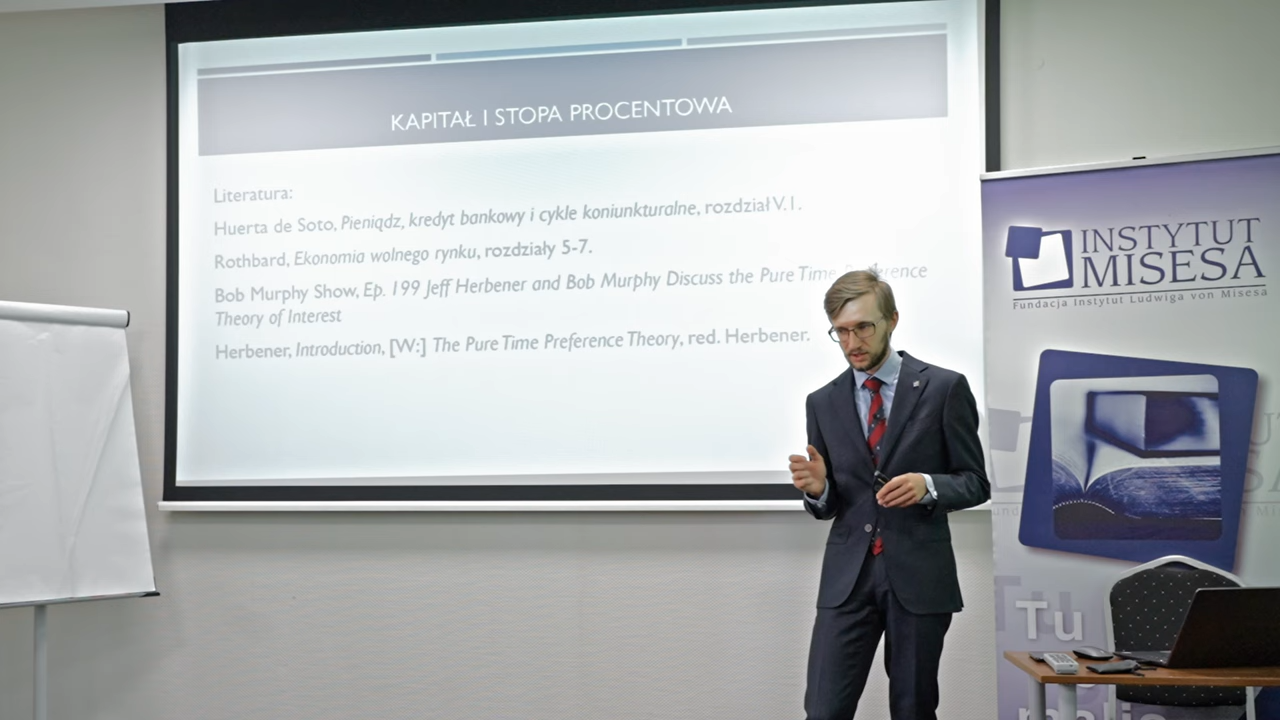 KAPITAŁ I STOPA PROCENTOWA
Literatura:
Huerta de Soto, Pieniądz, kredyt bankowy i cykle koniunkturalne, rozdział V.1.
Rothbard, Ekonomia wolnego rynku, rozdziały 5-7.
Bob Murphy Show, Ep. 199 Jeff Herbener and Bob Murphy Discuss the Pure Time Preference
Theory of Interest
Herbener, Introduction, [W:] The Pure Time Preference Theory, red. Herbener.
INSTYTUT
MISESA
Fundacja Instytut Ludwiga von Misesa
Tu